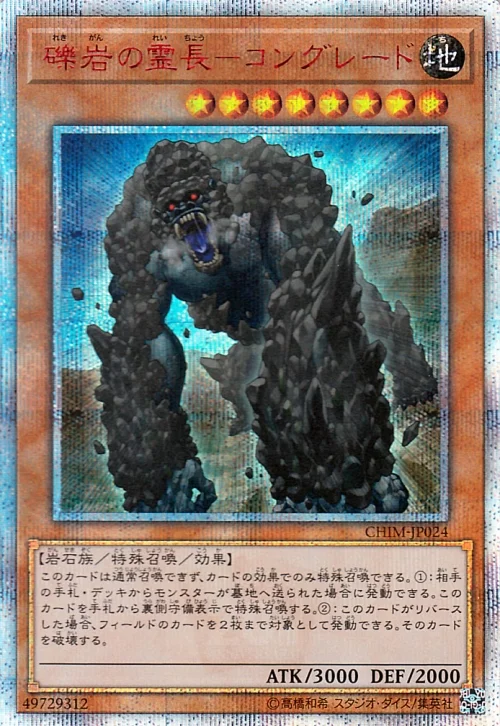 礫岩の霊長－コングレード
地
CHIM-JP024
【岩石族／特殊召喚／効果】
このカードは通常召喚できず、カードの効果でのみ特殊召喚できる。①：相手
の手札・デッキからモンスターが墓地へ送られた場合に発動できる。この
カードを手札から裏側守備表示で特殊召喚する。②：このカードがリバース
した場合、フィールドのカードを２枚まで対象として発動できる。そのカード
を破壊する。
ATK/3000 DEF/2000
49729312
©高橋和希 スタジオ・ダイス/集英社